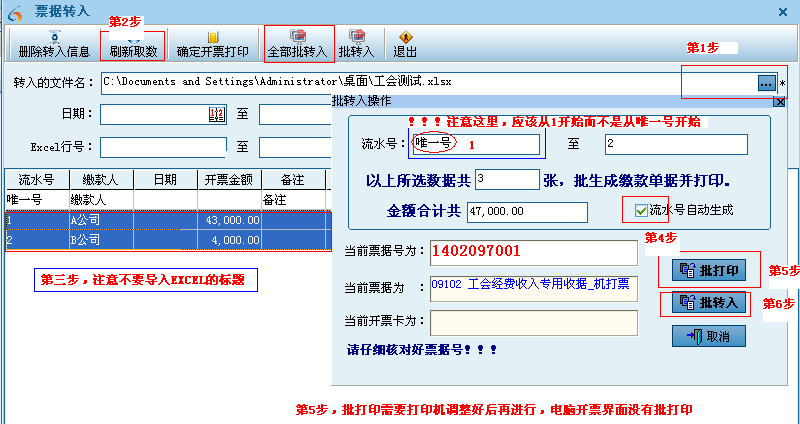 票据转入
第2步
删除转入信息 刷新取数 确定开票打印 全部批转入 批转入 退出
第1步
转入的文件名： C:\Documents and Settings\Administrator\桌面\工会测试.xlsx ... *
日期： 至
Excel行号： 至
流水号 缴款人 日期 开票金额 备注
唯一号 缴款人 备注
1 A公司 43,000.00
2 B公司 4,000.00
第三步，注意不要导入EXCEL的标题
批转入操作
！！！注意这里，应该从1开始而不是从唯一号开始
流水号： 唯一号 1 至 2
以上所选数据共 3 张，批生成缴款单据并打印。
金额合计共 47,000.00 流水号自动生成
第4步
当前票据号为： 1402097001
批打印 第5步
当前票据为 ： 09102 工会经费收入专用收据_机打票
批转入 第6步
当前开票卡为：
取消
请仔细核对好票据号！！！
第5步，批打印需要打印机调整好后再进行，电脑开票界面没有批打印